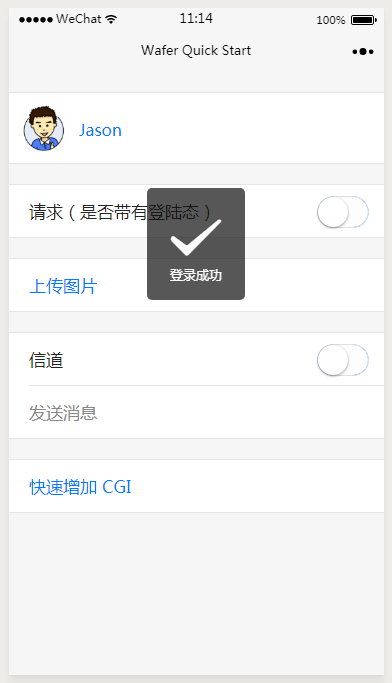 WeChat 11:14 100%
Wafer Quick Start
Jason
请求（是否带有登陆态）
登录成功
上传图片
信道
发送消息
快速增加 CGI